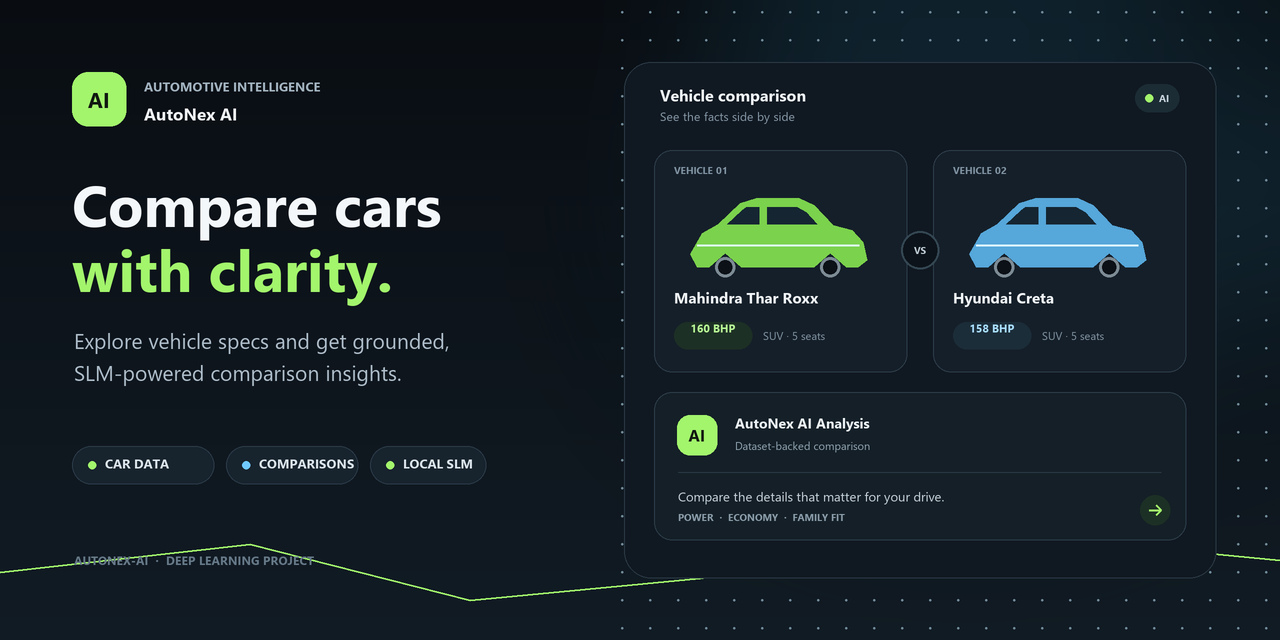 AI
AUTOMOTIVE INTELLIGENCE
AutoNex AI
Compare cars
with clarity.
Explore vehicle specs and get grounded,
SLM-powered comparison insights.
CAR DATA
COMPARISONS
LOCAL SLM
AUTONEX-AI · DEEP LEARNING PROJECT
Vehicle comparison
See the facts side by side
AI
VEHICLE 01
Mahindra Thar Roxx
160 BHP
SUV · 5 seats
VS
VEHICLE 02
Hyundai Creta
158 BHP
SUV · 5 seats
AI
AutoNex AI Analysis
Dataset-backed comparison
Compare the details that matter for your drive.
POWER · ECONOMY · FAMILY FIT